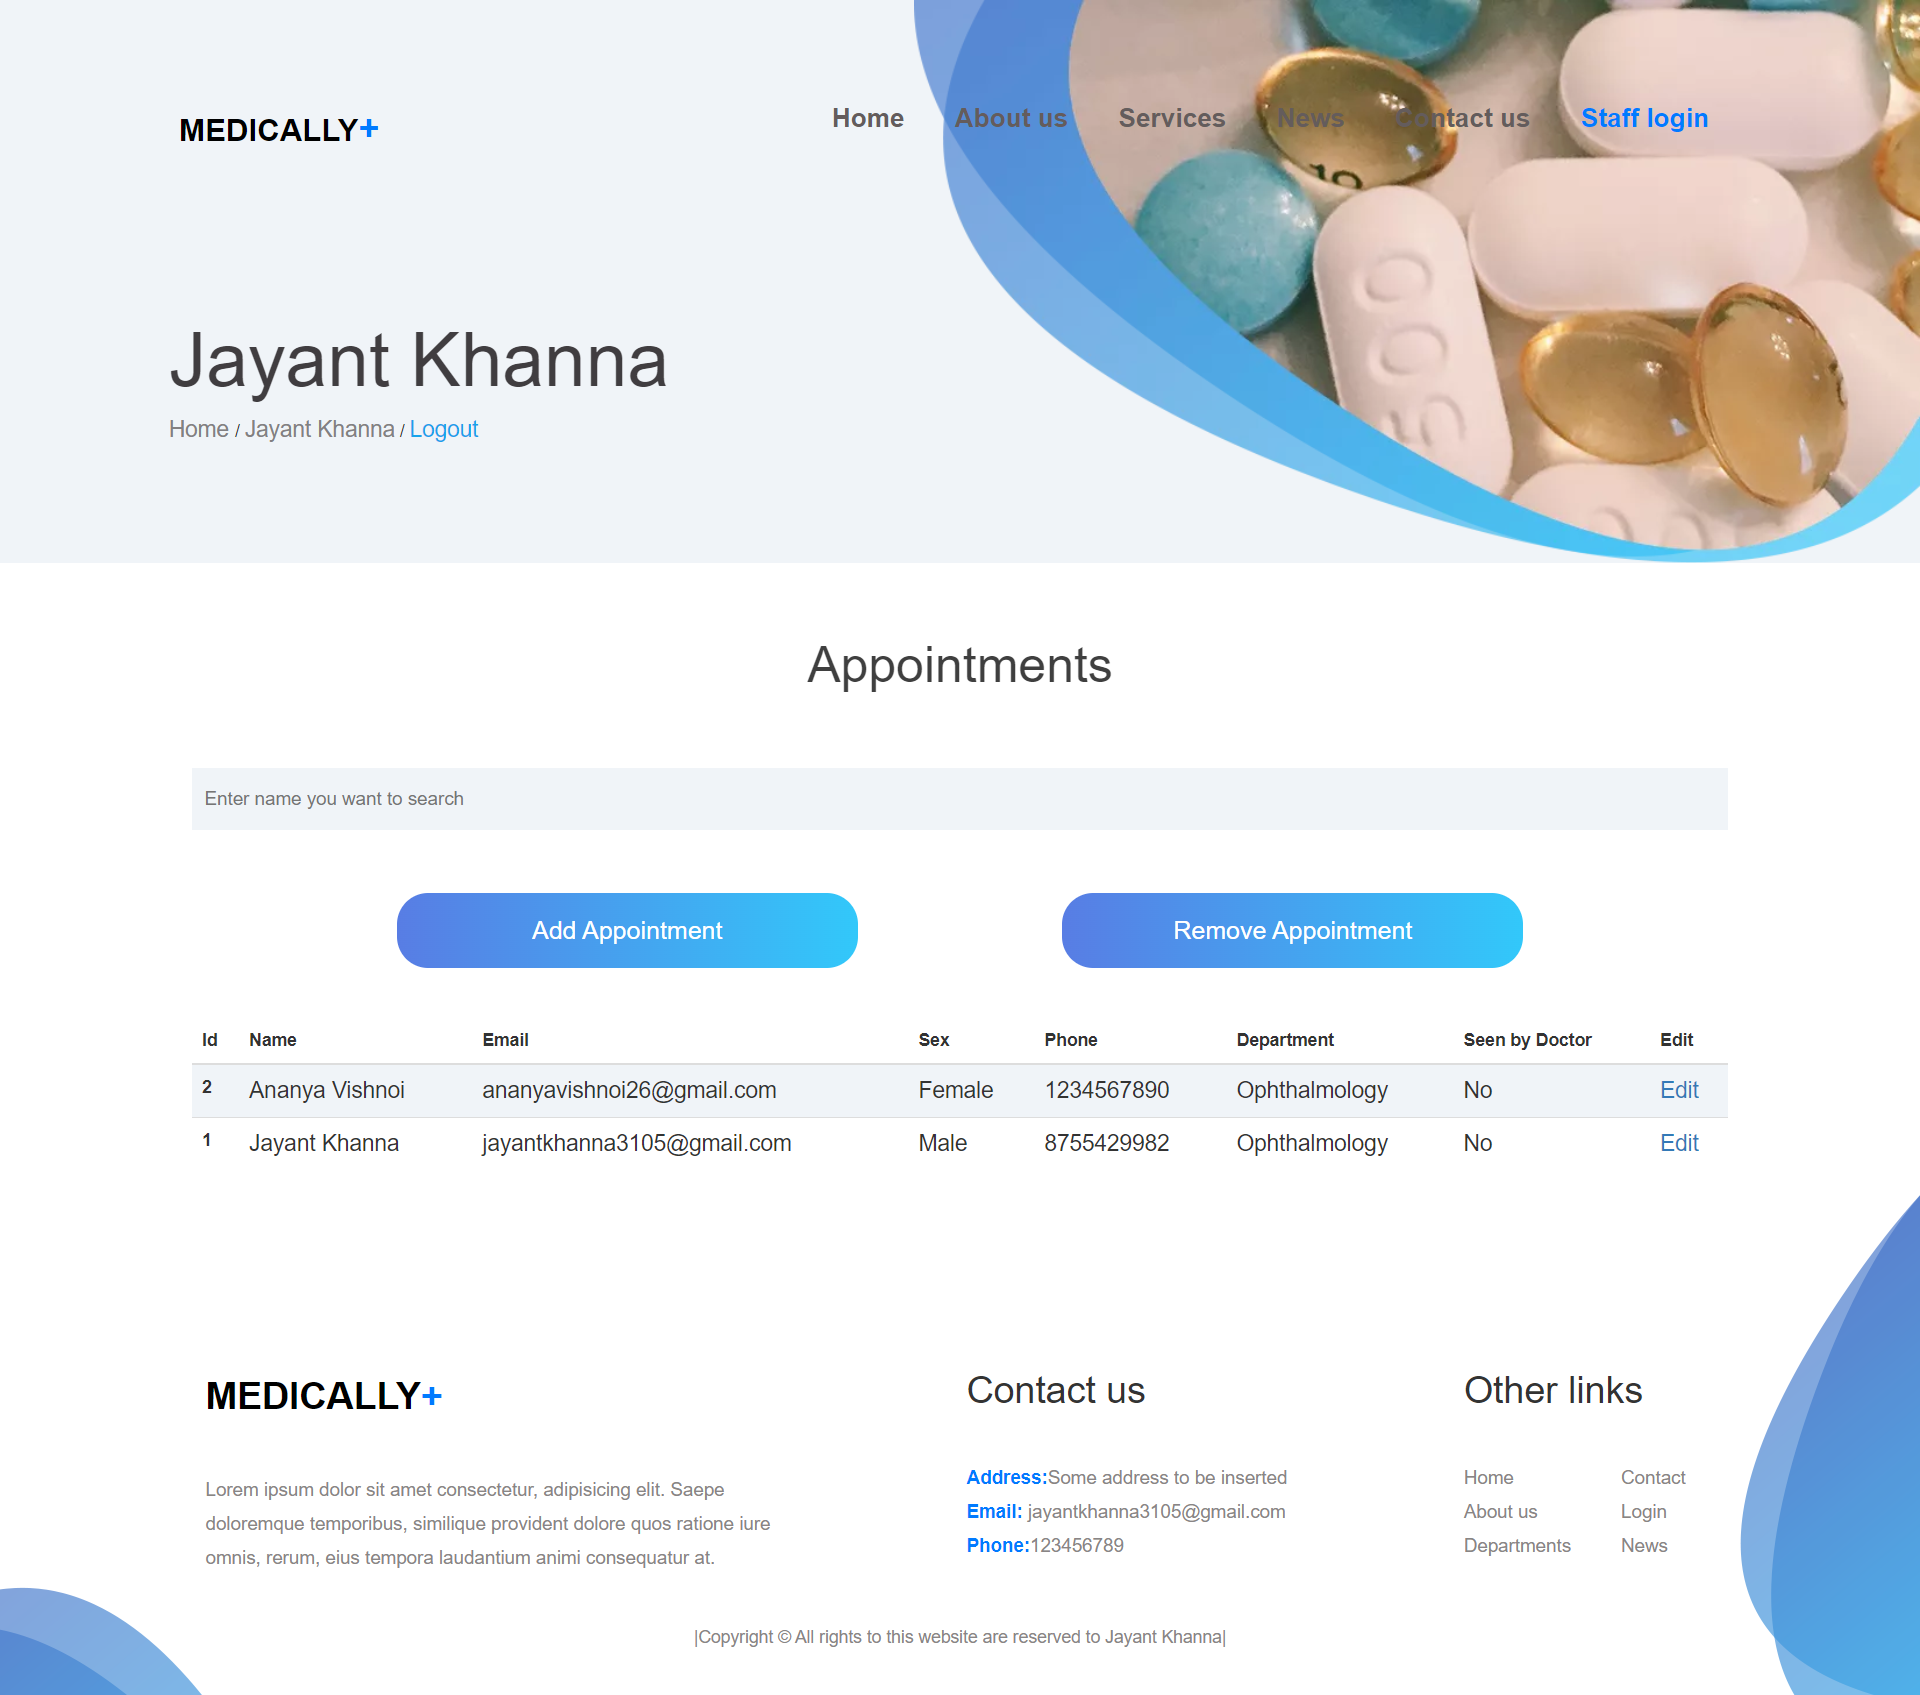 MEDICALLY+
Home About us Services News Contact us Staff login
10
Jayant Khanna
Home / Jayant Khanna / Logout
Appointments
Enter name you want to search
Add Appointment Remove Appointment
Id Name Email Sex Phone Department Seen by Doctor Edit
2 Ananya Vishnoi ananyavishnoi26@gmail.com Female 1234567890 Ophthalmology No Edit
1 Jayant Khanna jayantkhanna3105@gmail.com Male 8755429982 Ophthalmology No Edit
MEDICALLY+
Lorem ipsum dolor sit amet consectetur, adipisicing elit. Saepe
doloremque temporibus, similique provident dolore quos ratione iure
omnis, rerum, eius tempora laudantium animi consequatur at.
Contact us
Address:Some address to be inserted
Email: jayantkhanna3105@gmail.com
Phone:123456789
Other links
Home Contact
About us Login
Departments News
|Copyright © All rights to this website are reserved to Jayant Khanna|